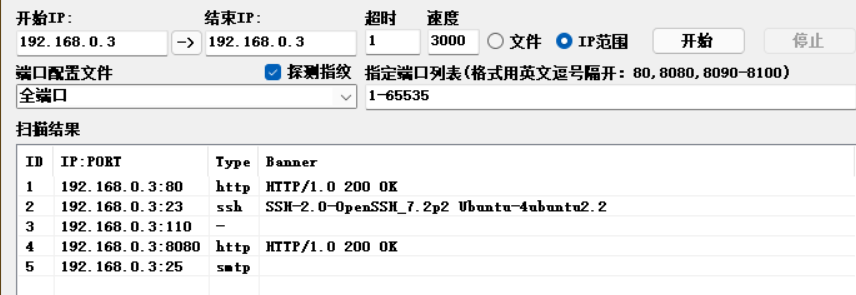 开始IP: 结束IP: 超时 速度
192.168.0.3 -> 192.168.0.3 1 3000 文件 IP范围 开始 停止
端口配置文件 探测指纹 指定端口列表(格式用英文逗号隔开: 80,8080,8090-8100)
全端口 1-65535
扫描结果
ID IP:PORT Type Banner
1 192.168.0.3:80 http HTTP/1.0 200 OK
2 192.168.0.3:23 ssh SSH-2.0-OpenSSH_7.2p2 Ubuntu-4ubuntu2.2
3 192.168.0.3:110 -
4 192.168.0.3:8080 http HTTP/1.0 200 OK
5 192.168.0.3:25 smtp